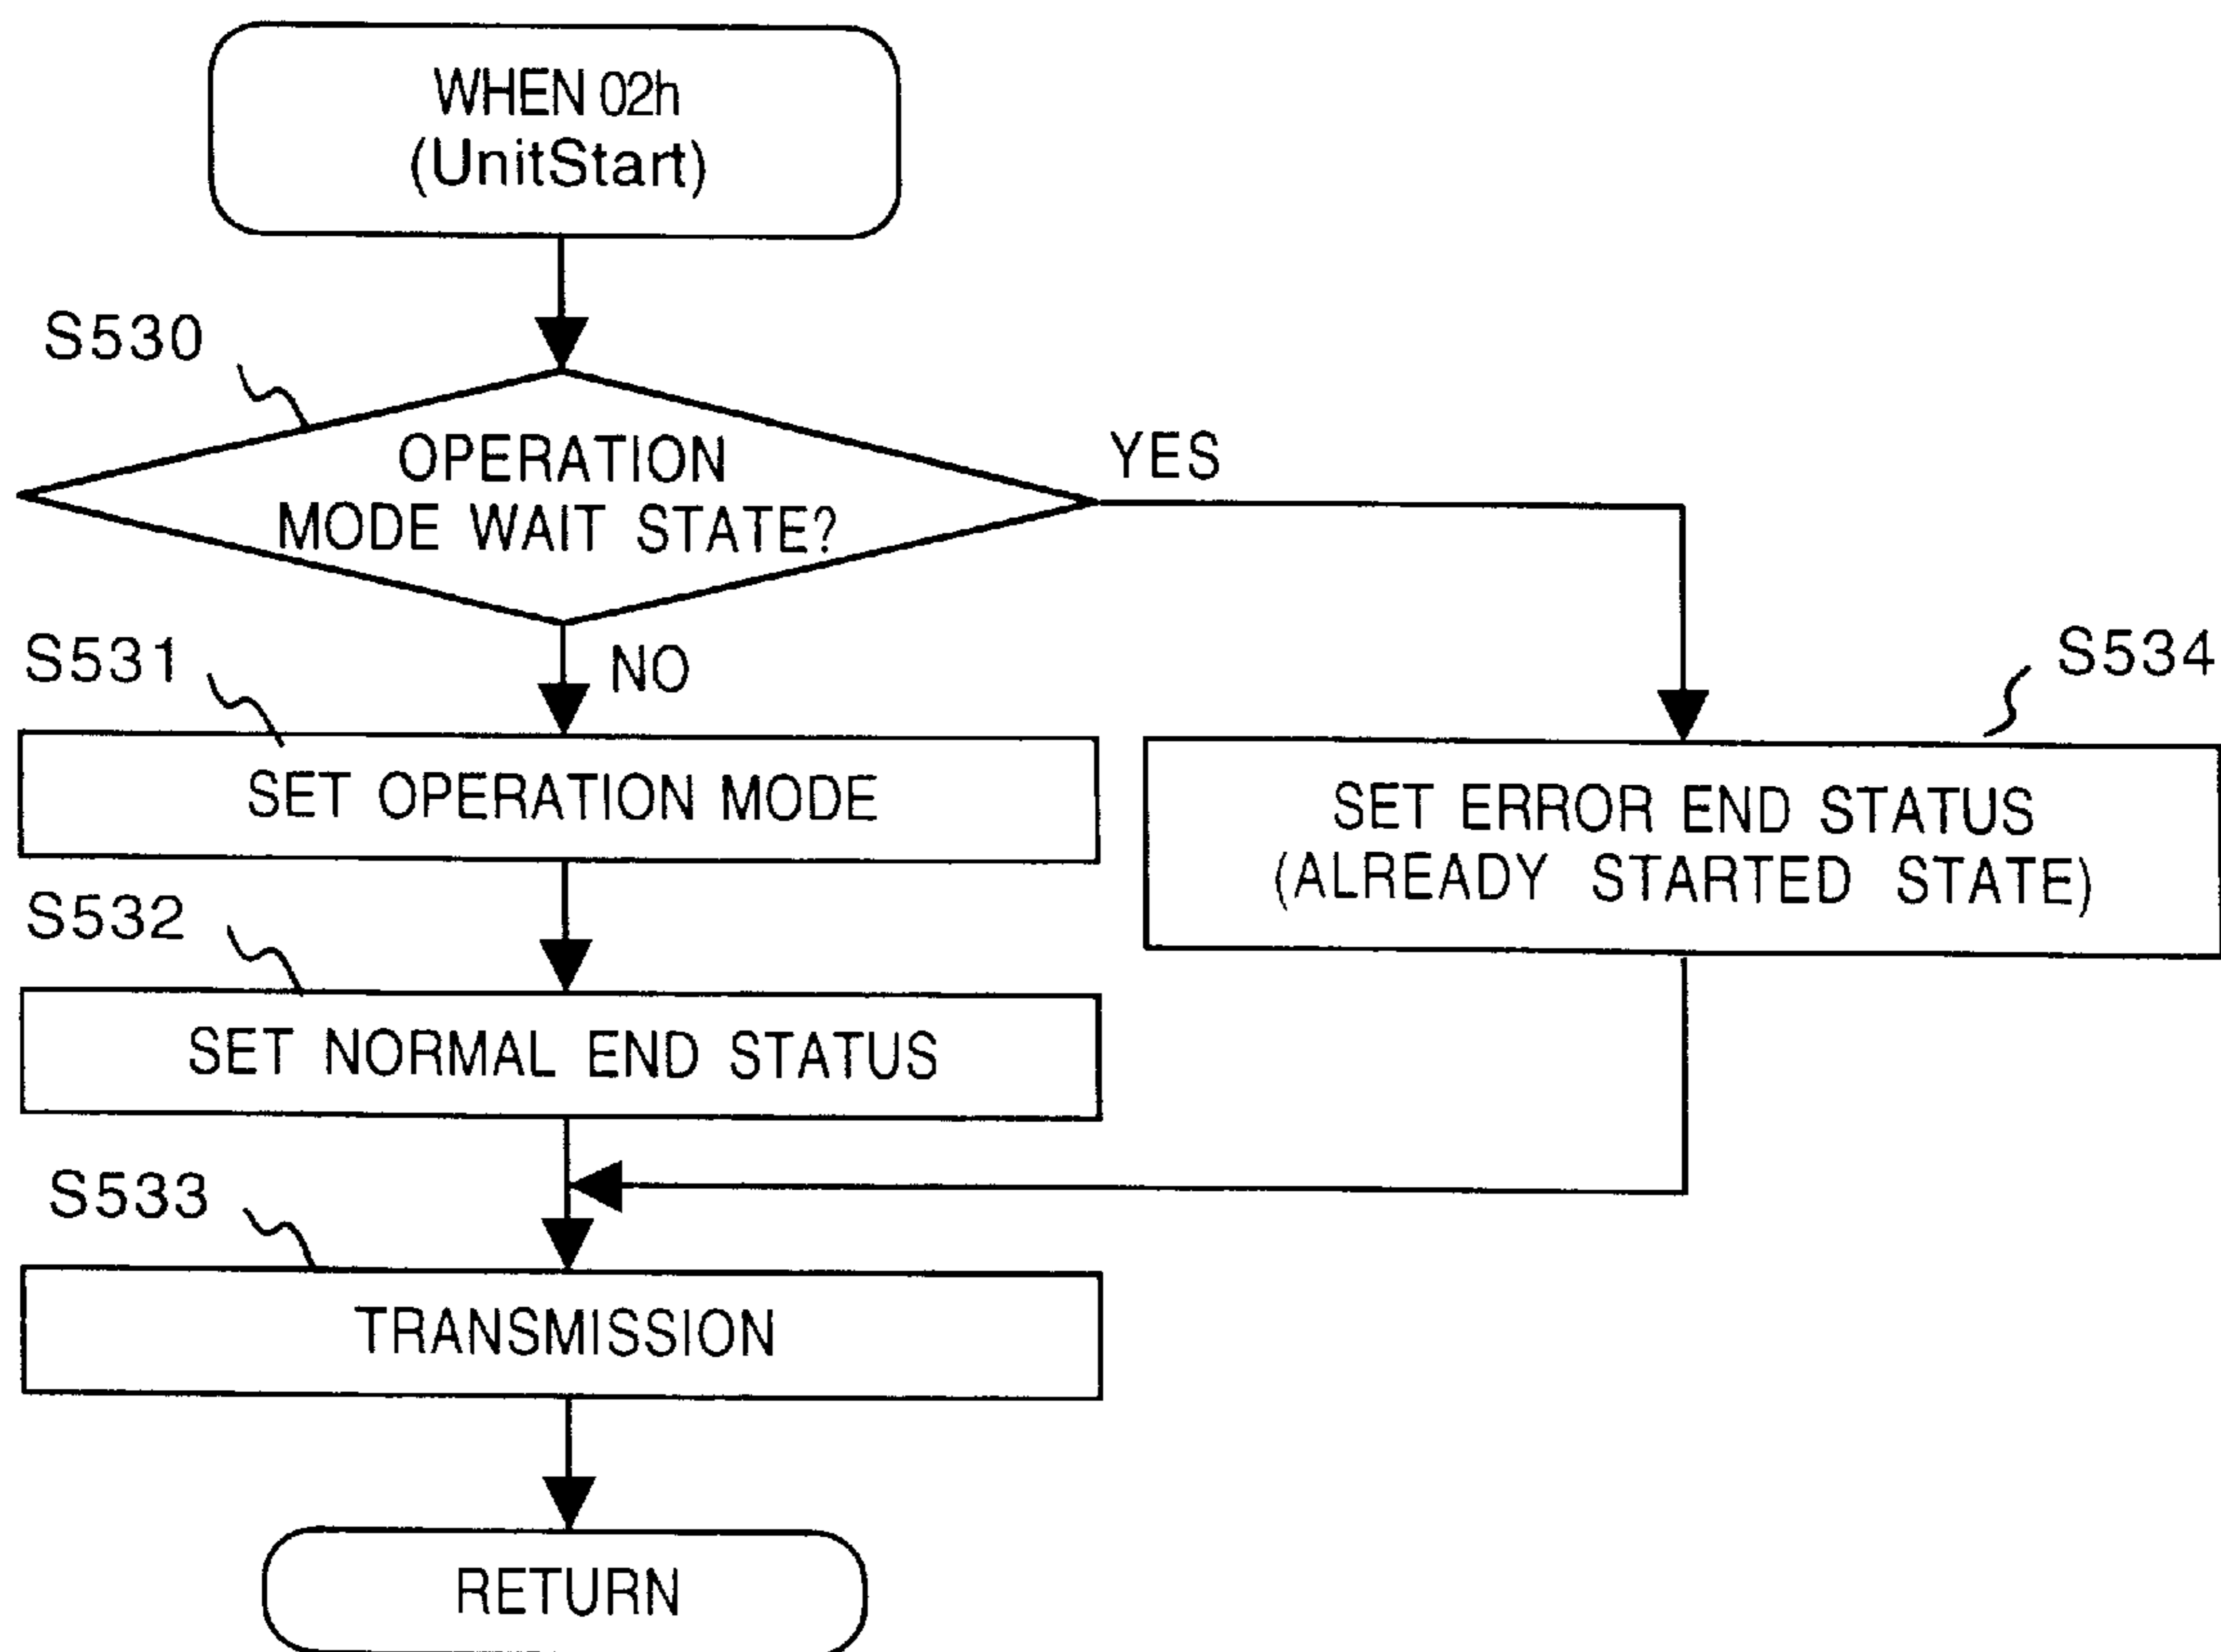 WHEN 02h
(UnitStart)
S530
OPERATION
MODE WAIT STATE?
YES
NO
S531
SET OPERATION MODE
S534
SET ERROR END STATUS
(ALREADY STARTED STATE)
S532
SET NORMAL END STATUS
S533
TRANSMISSION
RETURN